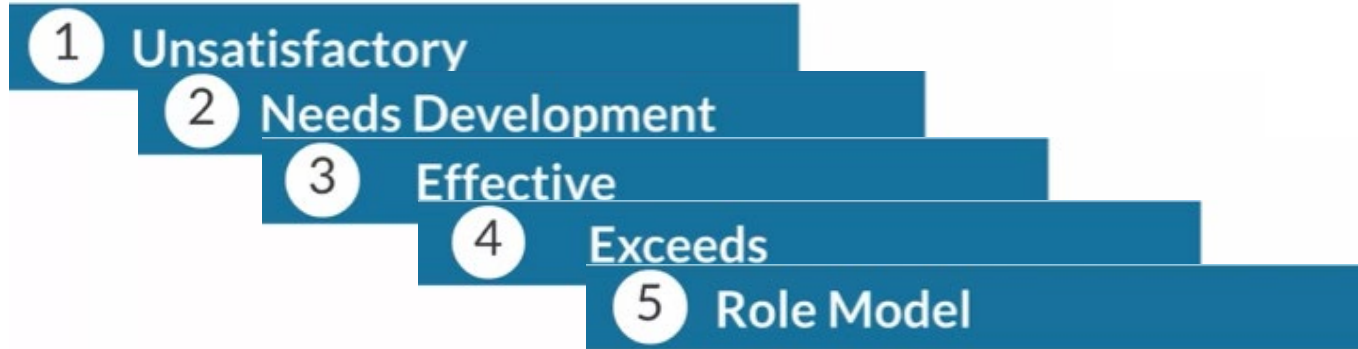 1 Unsatisfactory
2 Needs Development
3 Effective
4 Exceeds
5 Role Model